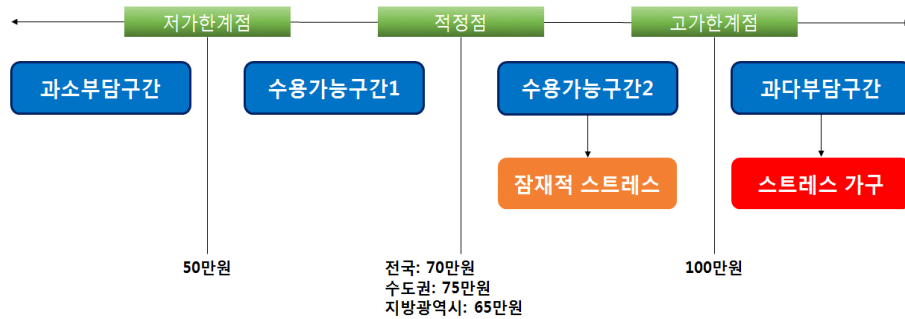 저가한계점
적정점
고가한계점
과소부담구간
수용가능구간1
수용가능구간2
과다부담구간
잠재적 스트레스
스트레스 가구
50만원
전국: 70만원
수도권: 75만원
지방광역시: 65만원
100만원